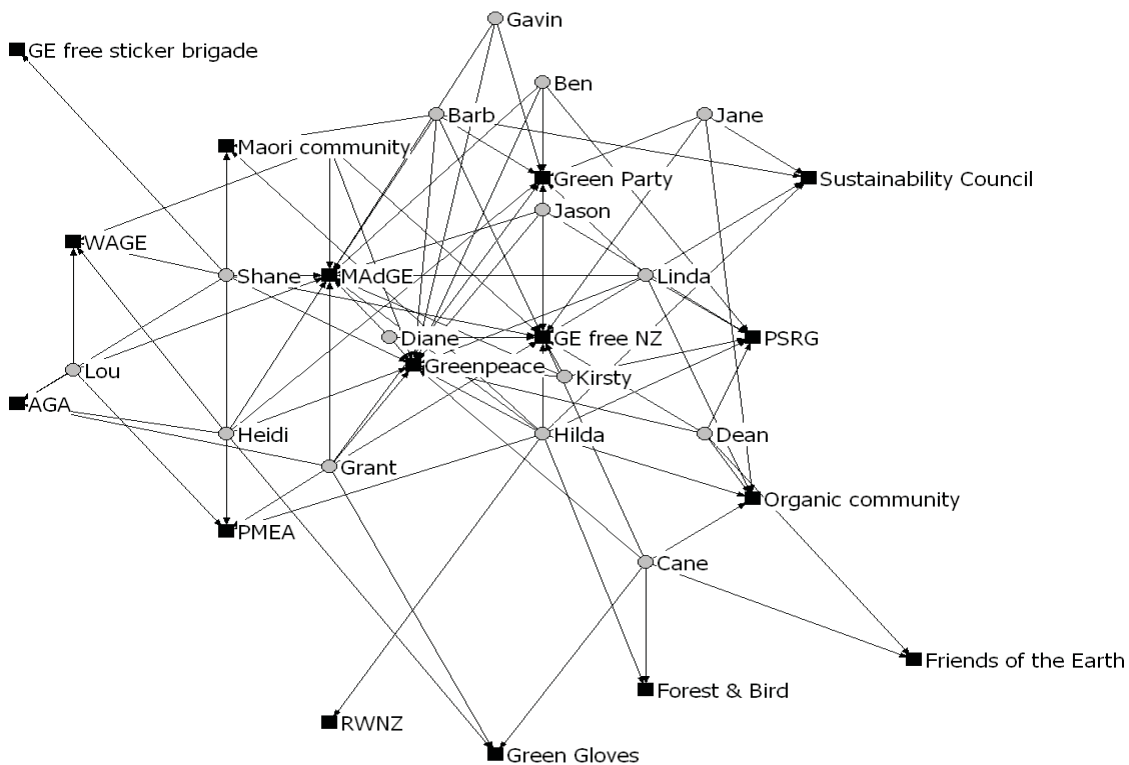 Gavin
GE free sticker brigade
Ben
Barb
Jane
Maori community
Green Party
Sustainability Council
Jason
WAGE
Shane
MAdGE
Linda
Diane
GE free NZ
PSRG
Greenpeace
Lou
Kirsty
AGA
Heidi
Hilda
Dean
Grant
Organic community
PMEA
Cane
Friends of the Earth
Forest & Bird
RWNZ
Green Gloves